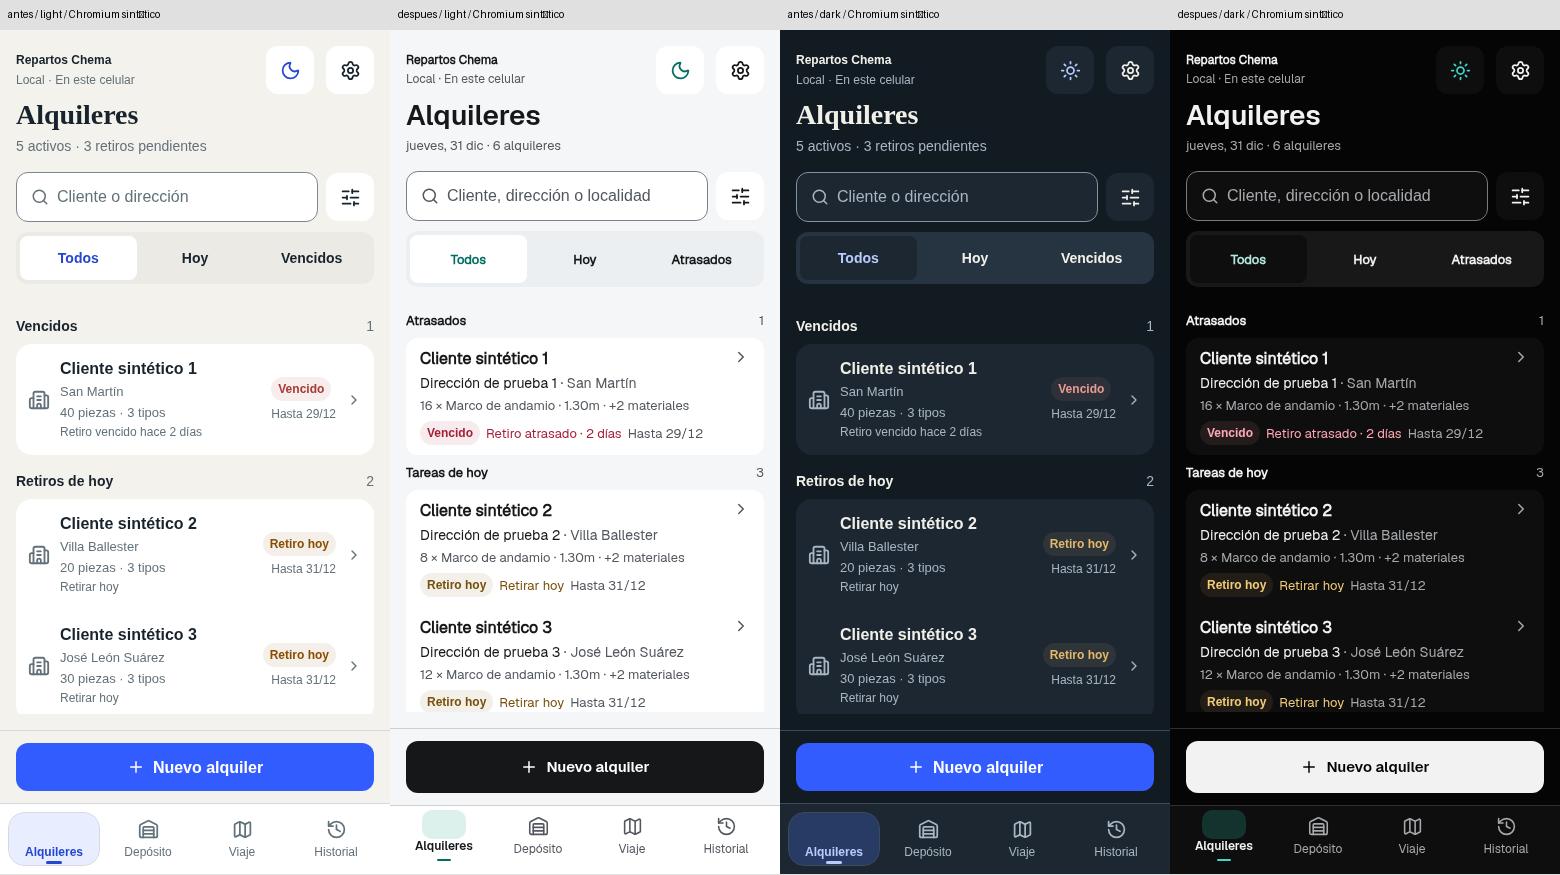 antes / light / Chromium sint□tico
Repartos Chema
Local · En este celular
Alquileres
5 activos · 3 retiros pendientes
Cliente o dirección
Todos Hoy Vencidos
Vencidos 1
Cliente sintético 1
San Martín
40 piezas · 3 tipos
Retiro vencido hace 2 días
Vencido
Hasta 29/12
Retiros de hoy 2
Cliente sintético 2
Villa Ballester
20 piezas · 3 tipos
Retirar hoy
Retiro hoy
Hasta 31/12
Cliente sintético 3
José León Suárez
30 piezas · 3 tipos
Retirar hoy
Retiro hoy
Hasta 31/12
+ Nuevo alquiler
Alquileres Depósito Viaje Historial
despues / light / Chromium sint□tico
Repartos Chema
Local · En este celular
Alquileres
jueves, 31 dic · 6 alquileres
Cliente, dirección o localidad
Todos Hoy Atrasados
Atrasados 1
Cliente sintético 1
Dirección de prueba 1 · San Martín
16 × Marco de andamio · 1.30m · +2 materiales
Vencido Retiro atrasado · 2 días Hasta 29/12
Tareas de hoy 3
Cliente sintético 2
Dirección de prueba 2 · Villa Ballester
8 × Marco de andamio · 1.30m · +2 materiales
Retiro hoy Retirar hoy Hasta 31/12
Cliente sintético 3
Dirección de prueba 3 · José León Suárez
12 × Marco de andamio · 1.30m · +2 materiales
Retiro hoy Retirar hoy Hasta 31/12
+ Nuevo alquiler
Alquileres Depósito Viaje Historial
antes / dark / Chromium sint□tico
Repartos Chema
Local · En este celular
Alquileres
5 activos · 3 retiros pendientes
Cliente o dirección
Todos Hoy Vencidos
Vencidos 1
Cliente sintético 1
San Martín
40 piezas · 3 tipos
Retiro vencido hace 2 días
Vencido
Hasta 29/12
Retiros de hoy 2
Cliente sintético 2
Villa Ballester
20 piezas · 3 tipos
Retirar hoy
Retiro hoy
Hasta 31/12
Cliente sintético 3
José León Suárez
30 piezas · 3 tipos
Retirar hoy
Retiro hoy
Hasta 31/12
+ Nuevo alquiler
Alquileres Depósito Viaje Historial
despues / dark / Chromium sint□tico
Repartos Chema
Local · En este celular
Alquileres
jueves, 31 dic · 6 alquileres
Cliente, dirección o localidad
Todos Hoy Atrasados
Atrasados 1
Cliente sintético 1
Dirección de prueba 1 · San Martín
16 × Marco de andamio · 1.30m · +2 materiales
Vencido Retiro atrasado · 2 días Hasta 29/12
Tareas de hoy 3
Cliente sintético 2
Dirección de prueba 2 · Villa Ballester
8 × Marco de andamio · 1.30m · +2 materiales
Retiro hoy Retirar hoy Hasta 31/12
Cliente sintético 3
Dirección de prueba 3 · José León Suárez
12 × Marco de andamio · 1.30m · +2 materiales
Retiro hoy Retirar hoy Hasta 31/12
+ Nuevo alquiler
Alquileres Depósito Viaje Historial